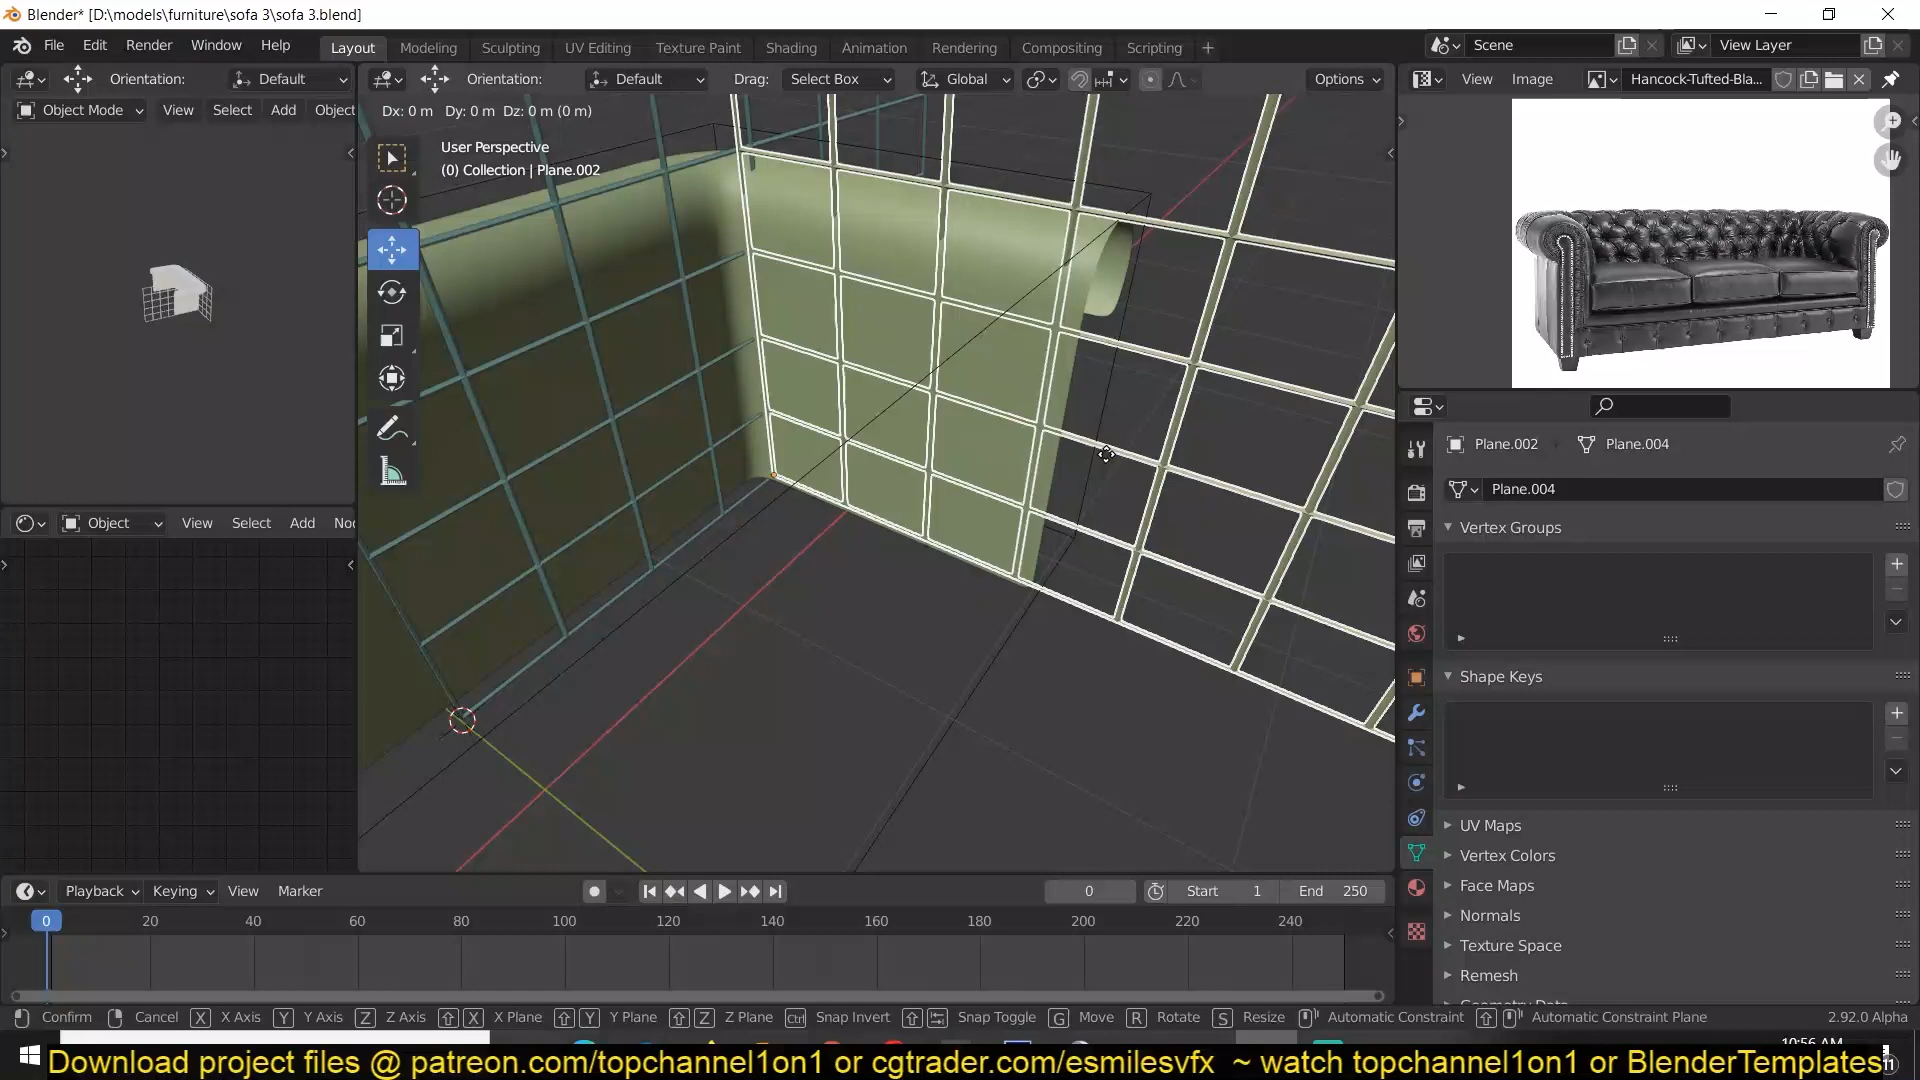 Blender* [D:\models\furniture\sofa 3\sofa 3.blend]
File Edit Render Window Help Layout Modeling Sculpting UV Editing Texture Paint Shading Animation Rendering Compositing Scripting Scene View Layer
Orientation: Default Orientation: Default Drag: Select Box Global Options View Image Hancock-Tufted-Bla...
Object Mode View Select Add Object Dx: 0 m Dy: 0 m Dz: 0 m (0 m)
User Perspective
(0) Collection | Plane.002
Plane.002 Plane.004
Plane.004
Vertex Groups
Object View Select Add
Shape Keys
UV Maps
Vertex Colors
Face Maps
Normals
Texture Space
Remesh
Playback Keying View Marker 0 Start 1 End 250
0 20 40 60 80 100 120 140 160 180 200 220 240
Confirm Cancel X X Axis Y Y Axis Z Z Axis X X Plane Y Y Plane Z Z Plane Ctrl Snap Invert Snap Toggle G Move R Rotate S Resize Automatic Constraint Automatic Constraint Plane 2.92.0 Alpha
Download project files @ patreon.com/topchannel1on1 or cgtrader.com/esmilesvfx ~ watch topchannel1on1 or BlenderTemplates